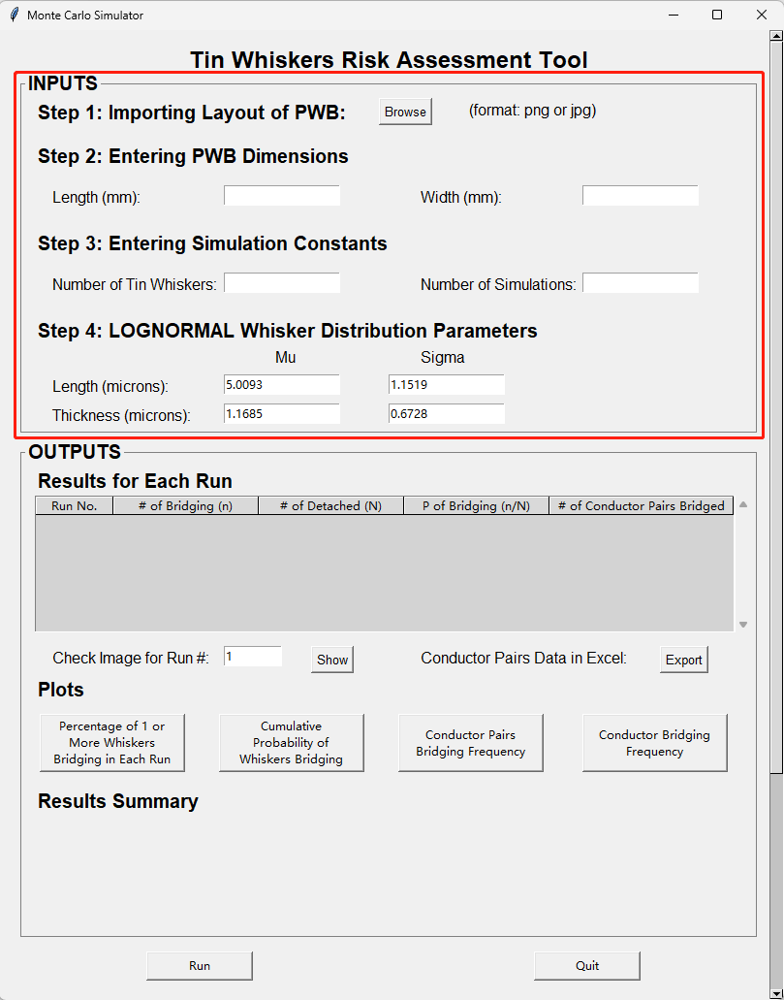 Monte Carlo Simulator
Tin Whiskers Risk Assessment Tool
INPUTS
Step 1: Importing Layout of PWB: Browse (format: png or jpg)
Step 2: Entering PWB Dimensions
Length (mm): Width (mm):
Step 3: Entering Simulation Constants
Number of Tin Whiskers: Number of Simulations:
Step 4: LOGNORMAL Whisker Distribution Parameters
Mu Sigma
Length (microns): 5.0093 1.1519
Thickness (microns): 1.1685 0.6728
OUTPUTS
Results for Each Run
Run No. # of Bridging (n) # of Detached (N) P of Bridging (n/N) # of Conductor Pairs Bridged
Check Image for Run #: 1 Show Conductor Pairs Data in Excel: Export
Plots
Percentage of 1 or
More Whiskers
Bridging in Each Run
Cumulative
Probability of
Whiskers Bridging
Conductor Pairs
Bridging Frequency
Conductor Bridging
Frequency
Results Summary
Run Quit